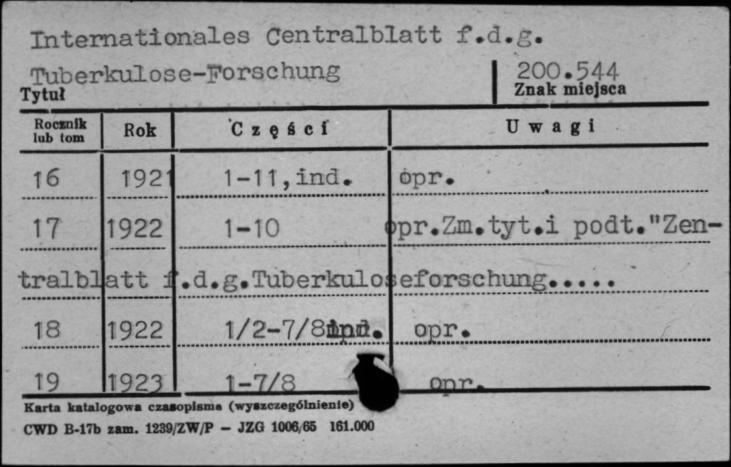 Internationales Centralblatt f.d.g.
Tuberkulose-Forschung 200.544
Tytuł Znak miejsca
Rocznik lub tom Rok Części Uwagi
16 1921 1-11,ind. opr.
17 1922 1-10 opr.Zm.tyt.i podt."Zen-
tralblatt f.d.g.Tuberkuloseforschung.....
18 1922 1/2-7/8ind. opr.
19 1923 1-7/8 opr.
Karta katalogowa czasopisma (wyszczególnienie)
CWD B-17b zam. 1239/ZW/P — JZG 1006/65 161.000